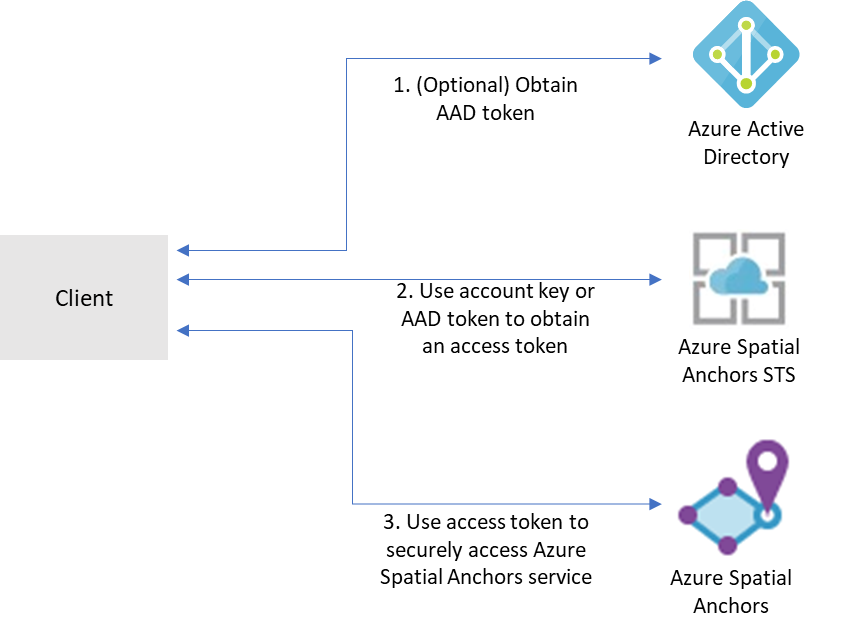 1. (Optional) Obtain
AAD token
Azure Active
Directory
Client
2. Use account key or
AAD token to obtain
an access token
Azure Spatial
Anchors STS
3. Use access token to
securely access Azure
Spatial Anchors service
Azure Spatial
Anchors